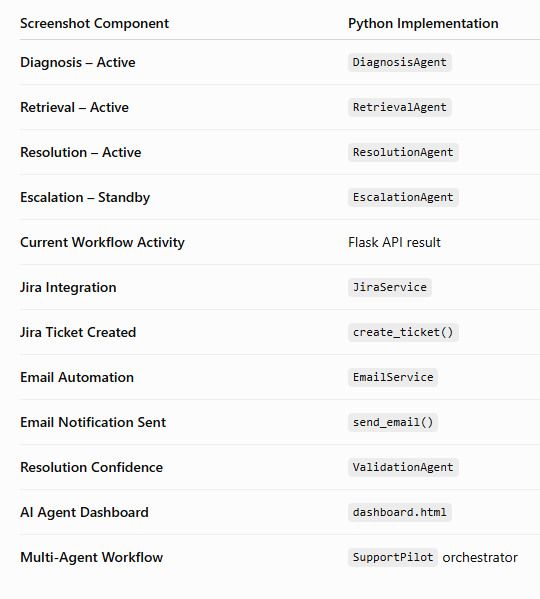 Screenshot Component Python Implementation
Diagnosis – Active DiagnosisAgent
Retrieval – Active RetrievalAgent
Resolution – Active ResolutionAgent
Escalation – Standby EscalationAgent
Current Workflow Activity Flask API result
Jira Integration JiraService
Jira Ticket Created create_ticket()
Email Automation EmailService
Email Notification Sent send_email()
Resolution Confidence ValidationAgent
AI Agent Dashboard dashboard.html
Multi-Agent Workflow SupportPilot orchestrator